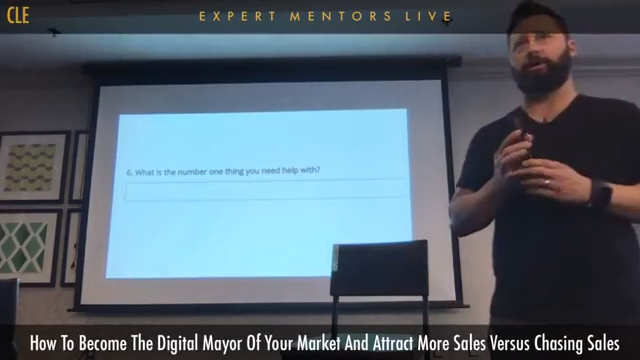 CLE
EXPERT MENTORS LIVE
6. What is the number one thing you need help with?
How To Become The Digital Mayor Of Your Market And Attract More Sales Versus Chasing Sales